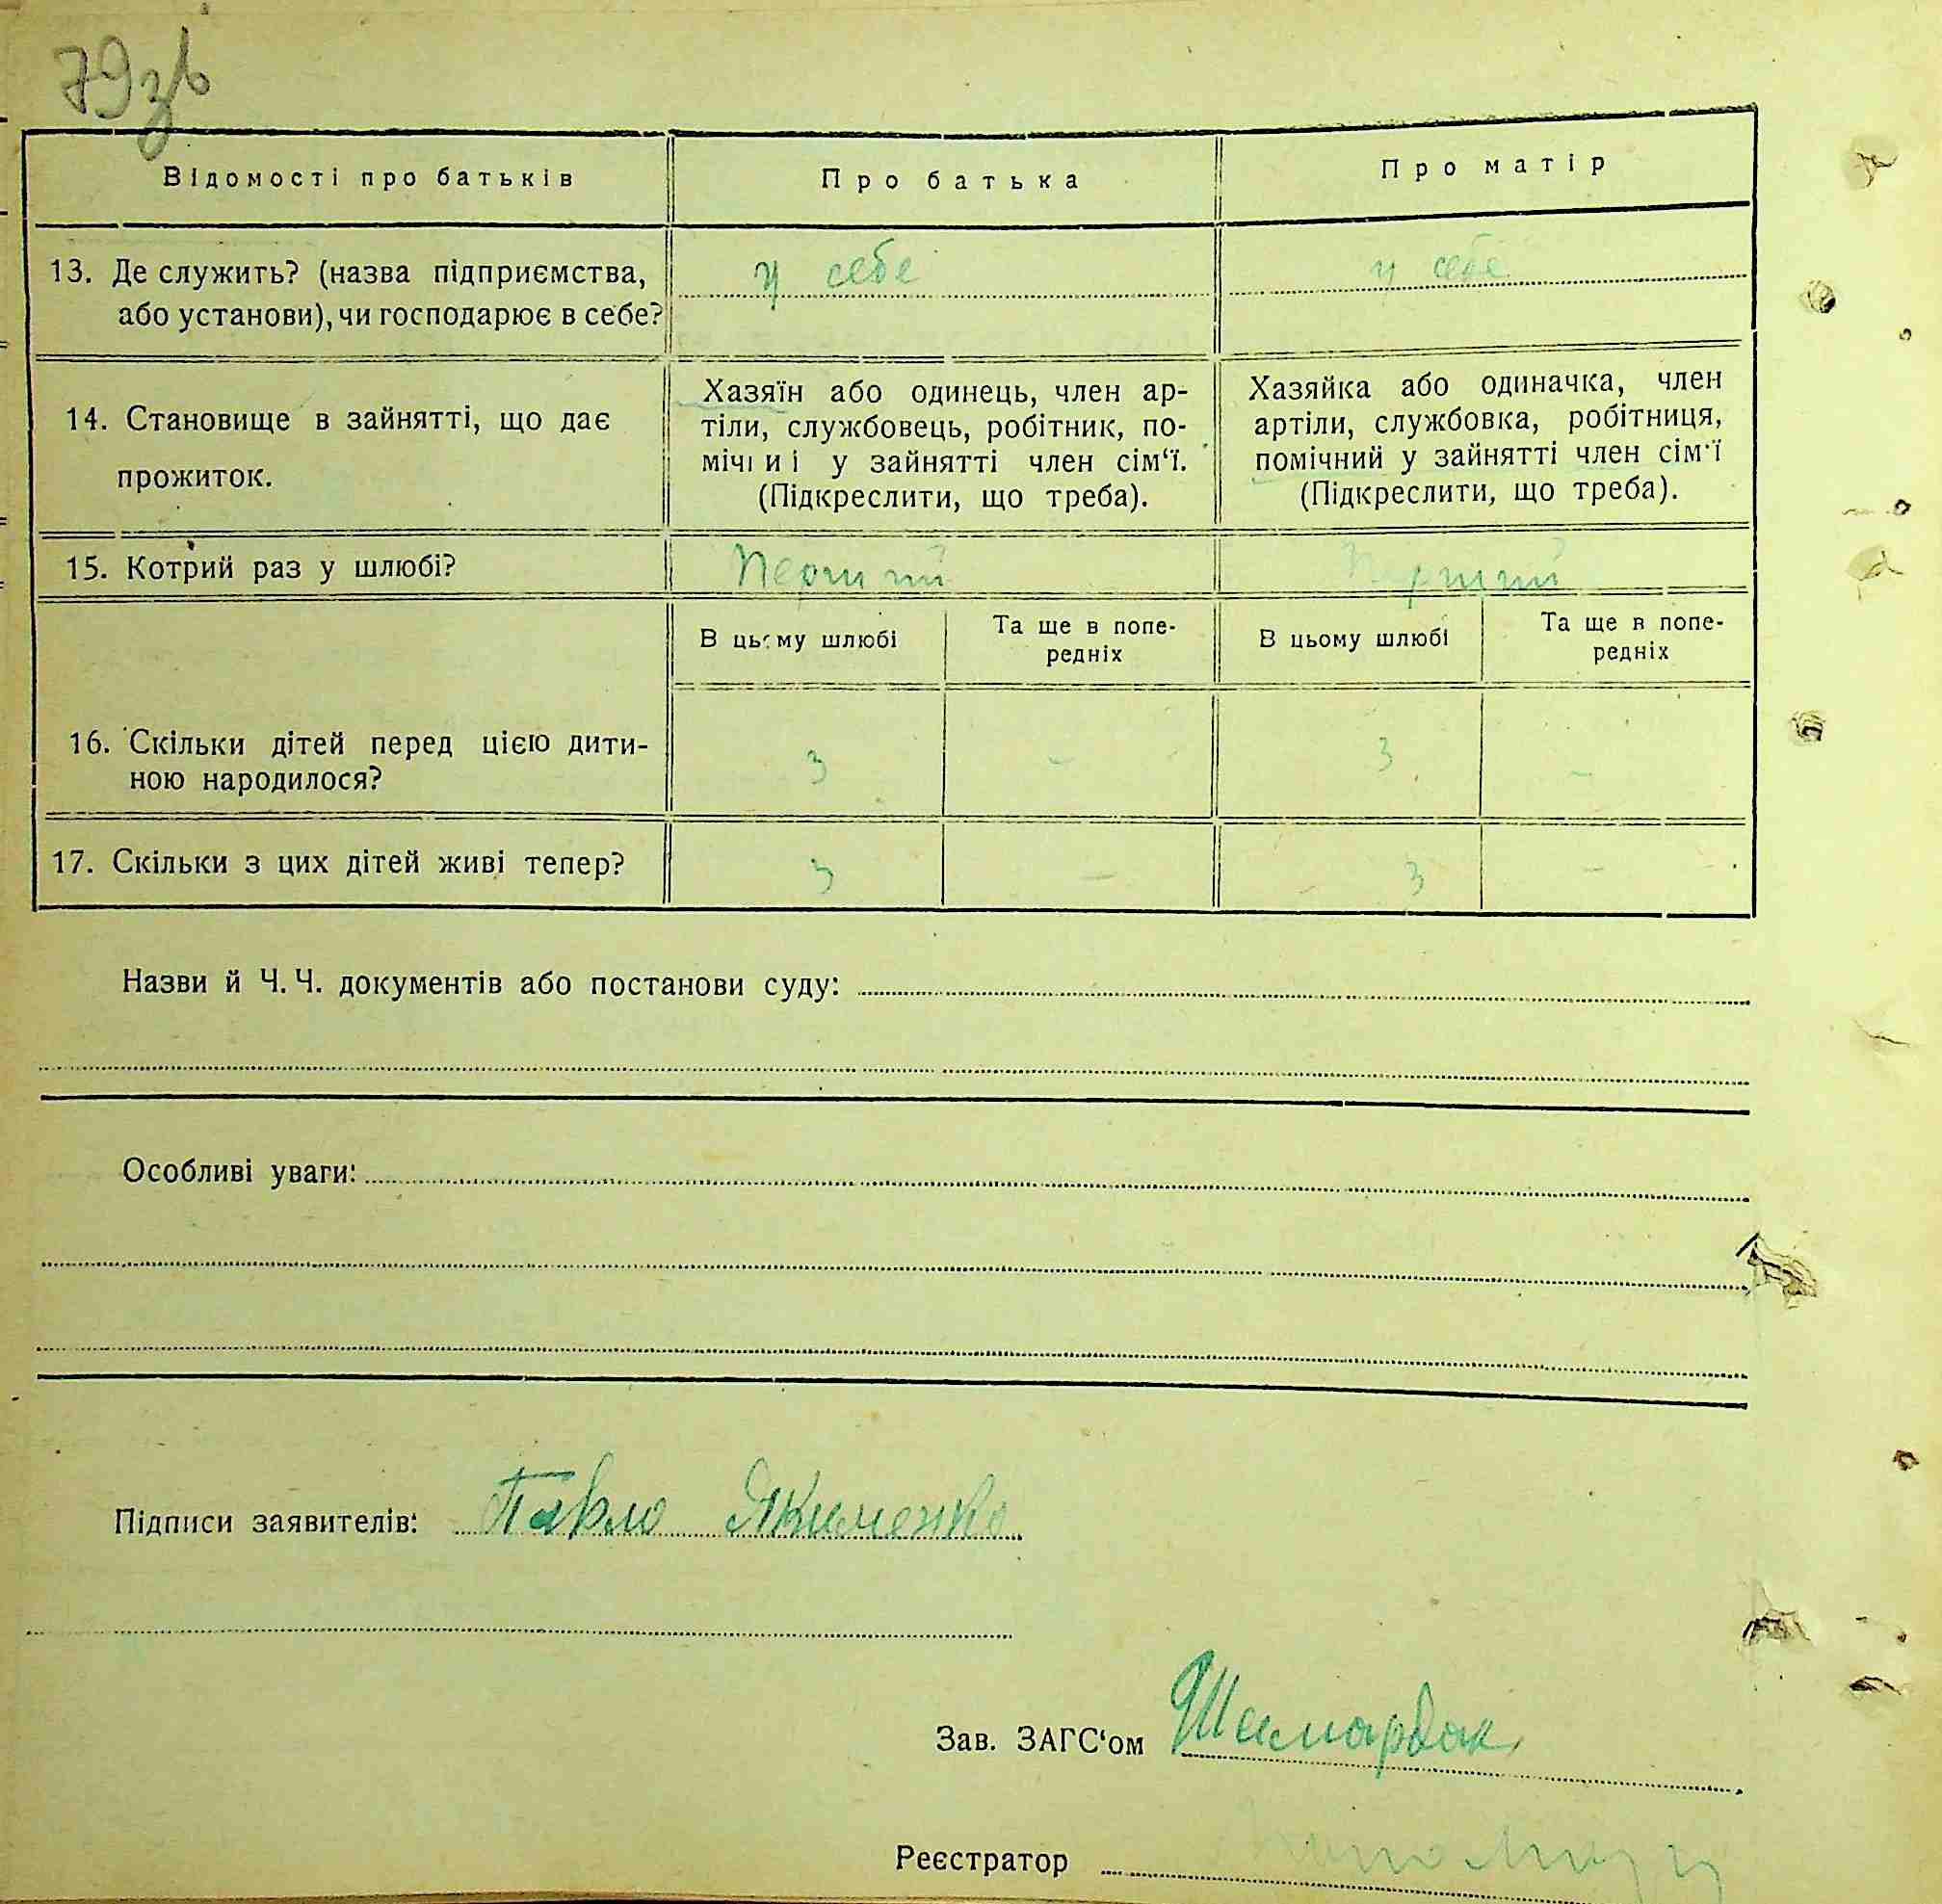 79зв
Відомості про батьків
Про батька
Про матір
13. Де служить? (назва підприємства,
або установи), чи господарює в себе?
у себе
у себе
14. Становище в зайнятті, що дає
прожиток.
Хазяїн або одинець, член ар-
тіли, службовець, робітник, по-
мічний у зайнятті член сім‘ї.
(Підкреслити, що треба).
Хазяйка або одиначка, член
артіли, службовка, робітниця,
помічний у зайнятті член сім‘ї
(Підкреслити, що треба).
15. Котрий раз у шлюбі?
Перший
Перший
В цьому шлюбі
Та ще в попе-
редніх
В цьому шлюбі
Та ще в попе-
редніх
16. Скільки дітей перед цією дити-
ною народилося?
3
-
3
-
17. Скільки з цих дітей живі тепер?
3
-
3
-
Назви й Ч. Ч. документів або постанови суду:
Особливі уваги:
Підписи заявителів: Павло Якименко
Зав. ЗАГС‘ом Шамардак
Реєстратор